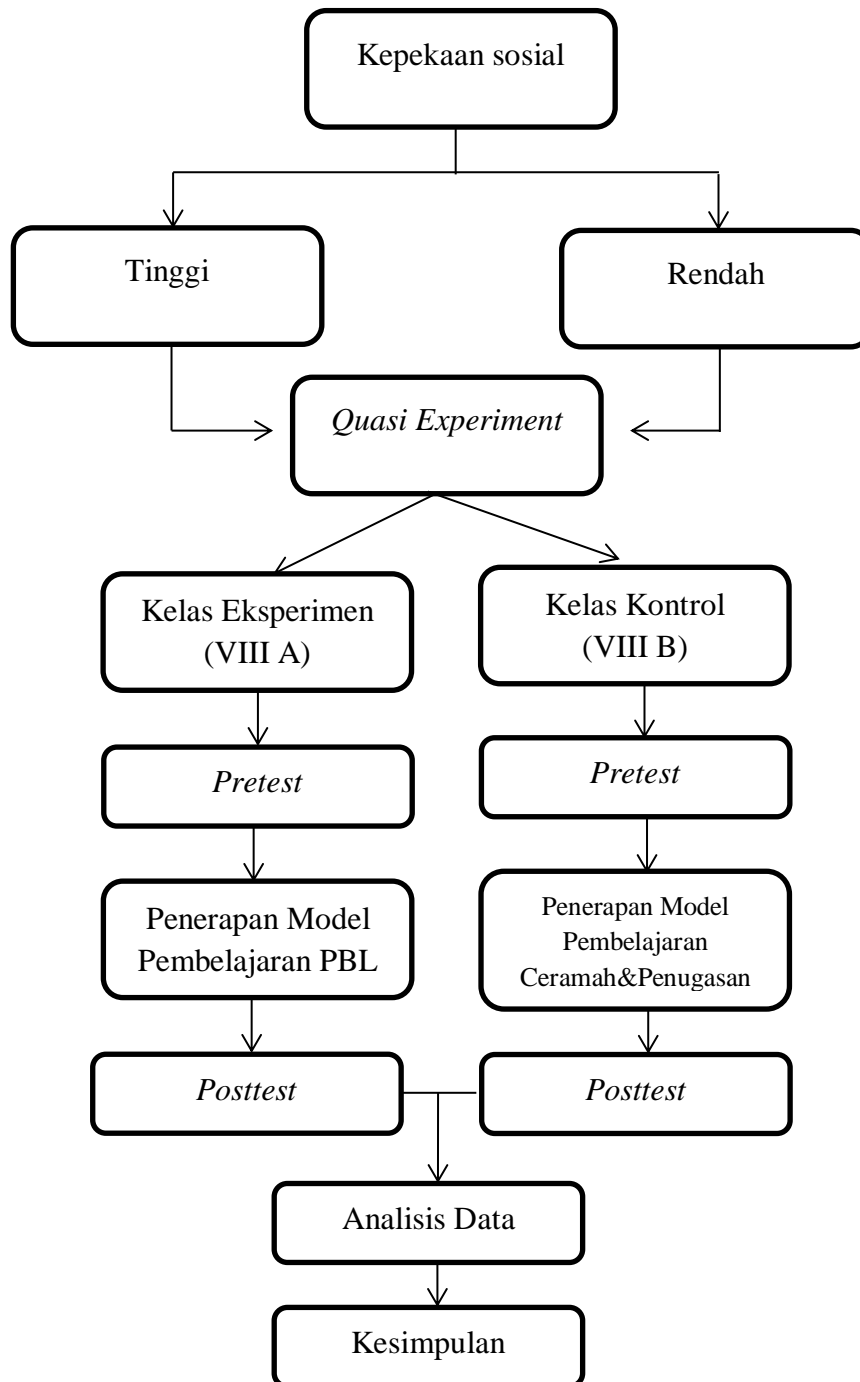 Kepekaan sosial
Tinggi
Rendah
Quasi Experiment
Kelas Eksperimen
(VIII A)
Kelas Kontrol
(VIII B)
Pretest
Pretest
Penerapan Model
Pembelajaran PBL
Penerapan Model
Pembelajaran
Ceramah&Penugasan
Posttest
Posttest
Analisis Data
Kesimpulan